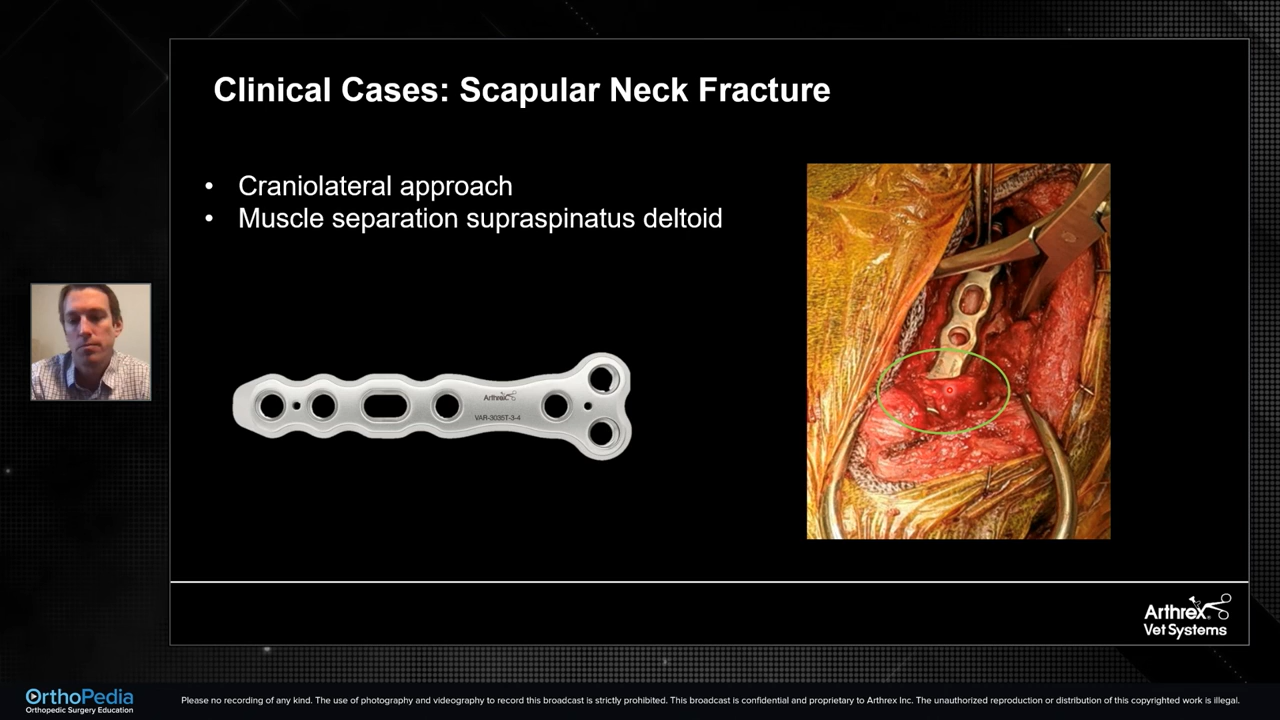 Clinical Cases: Scapular Neck Fracture
• Craniolateral approach
• Muscle separation supraspinatus deltoid
Arthrex
VAR-3035T-3-4
Arthrex®
Vet Systems
OrthoPedia
Orthopedic Surgery Education
Please no recording of any kind. The use of photography and videography to record this broadcast is strictly prohibited. This broadcast is confidential and proprietary to Arthrex Inc. The unauthorized reproduction or distribution of this copyrighted work is illegal.